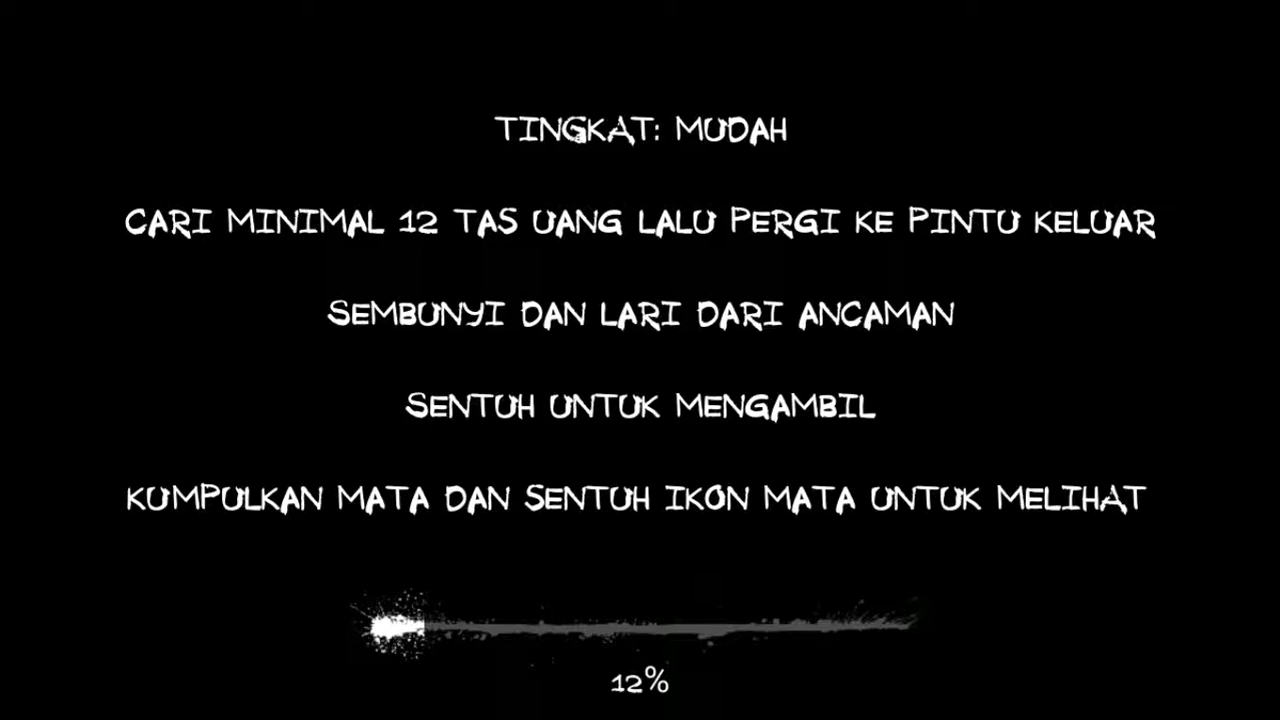 TINGKAT: MUDAH
CARI MINIMAL 12 TAS UANG LALU PERGI KE PINTU KELUAR
SEMBUNYI DAN LARI DARI ANCAMAN
SENTUH UNTUK MENGAMBIL
KUMPULKAN MATA DAN SENTUH IKON MATA UNTUK MELIHAT
12%